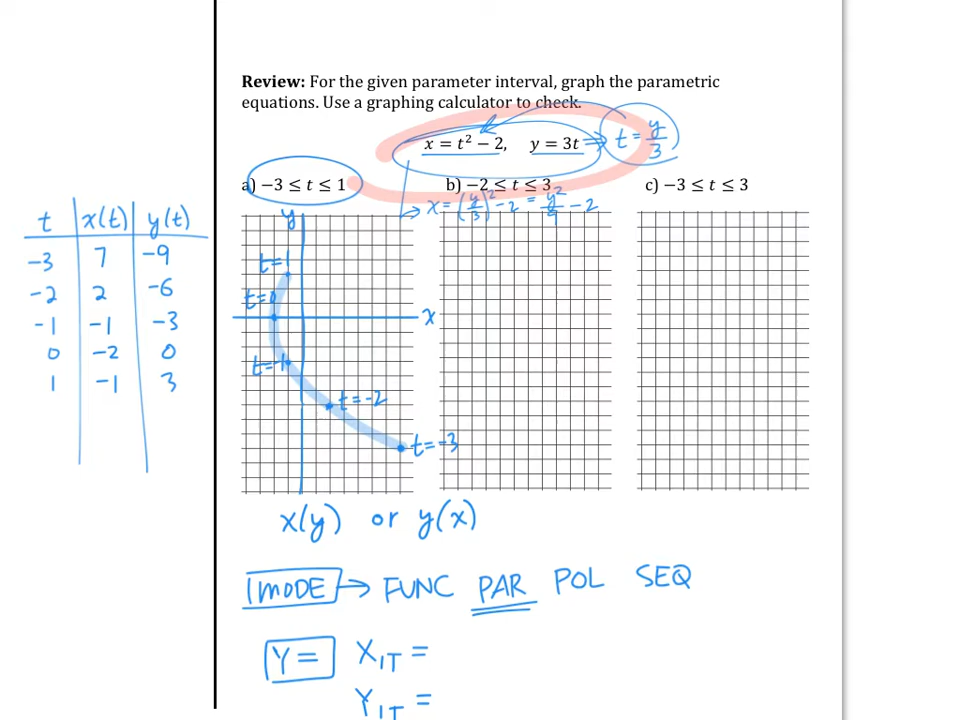 Review: For the given parameter interval, graph the parametric
equations. Use a graphing calculator to check.
x = t² − 2, y = 3t ⇒ t = y/3
a) −3 ≤ t ≤ 1 b) −2 ≤ t ≤ 3 c) −3 ≤ t ≤ 3
→ x = (y/3)² − 2 = y²/9 − 2
t x(t) y(t)
−3 7 −9
−2 2 −6
−1 −1 −3
0 −2 0
1 −1 3
y
t=1
t=0
x
t=-1
t=-2
t=-3
x(y) or y(x)
MODE → FUNC PAR POL SEQ
Y= X1T =
Y1T =